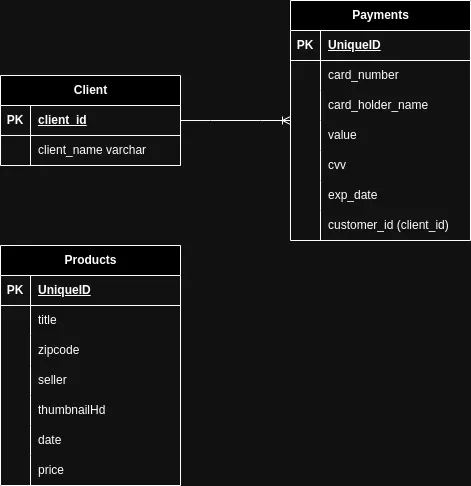 Payments
PK UniqueID
card_number
card_holder_name
value
cvv
exp_date
customer_id (client_id)
Client
PK client_id
client_name varchar
Products
PK UniqueID
title
zipcode
seller
thumbnailHd
date
price